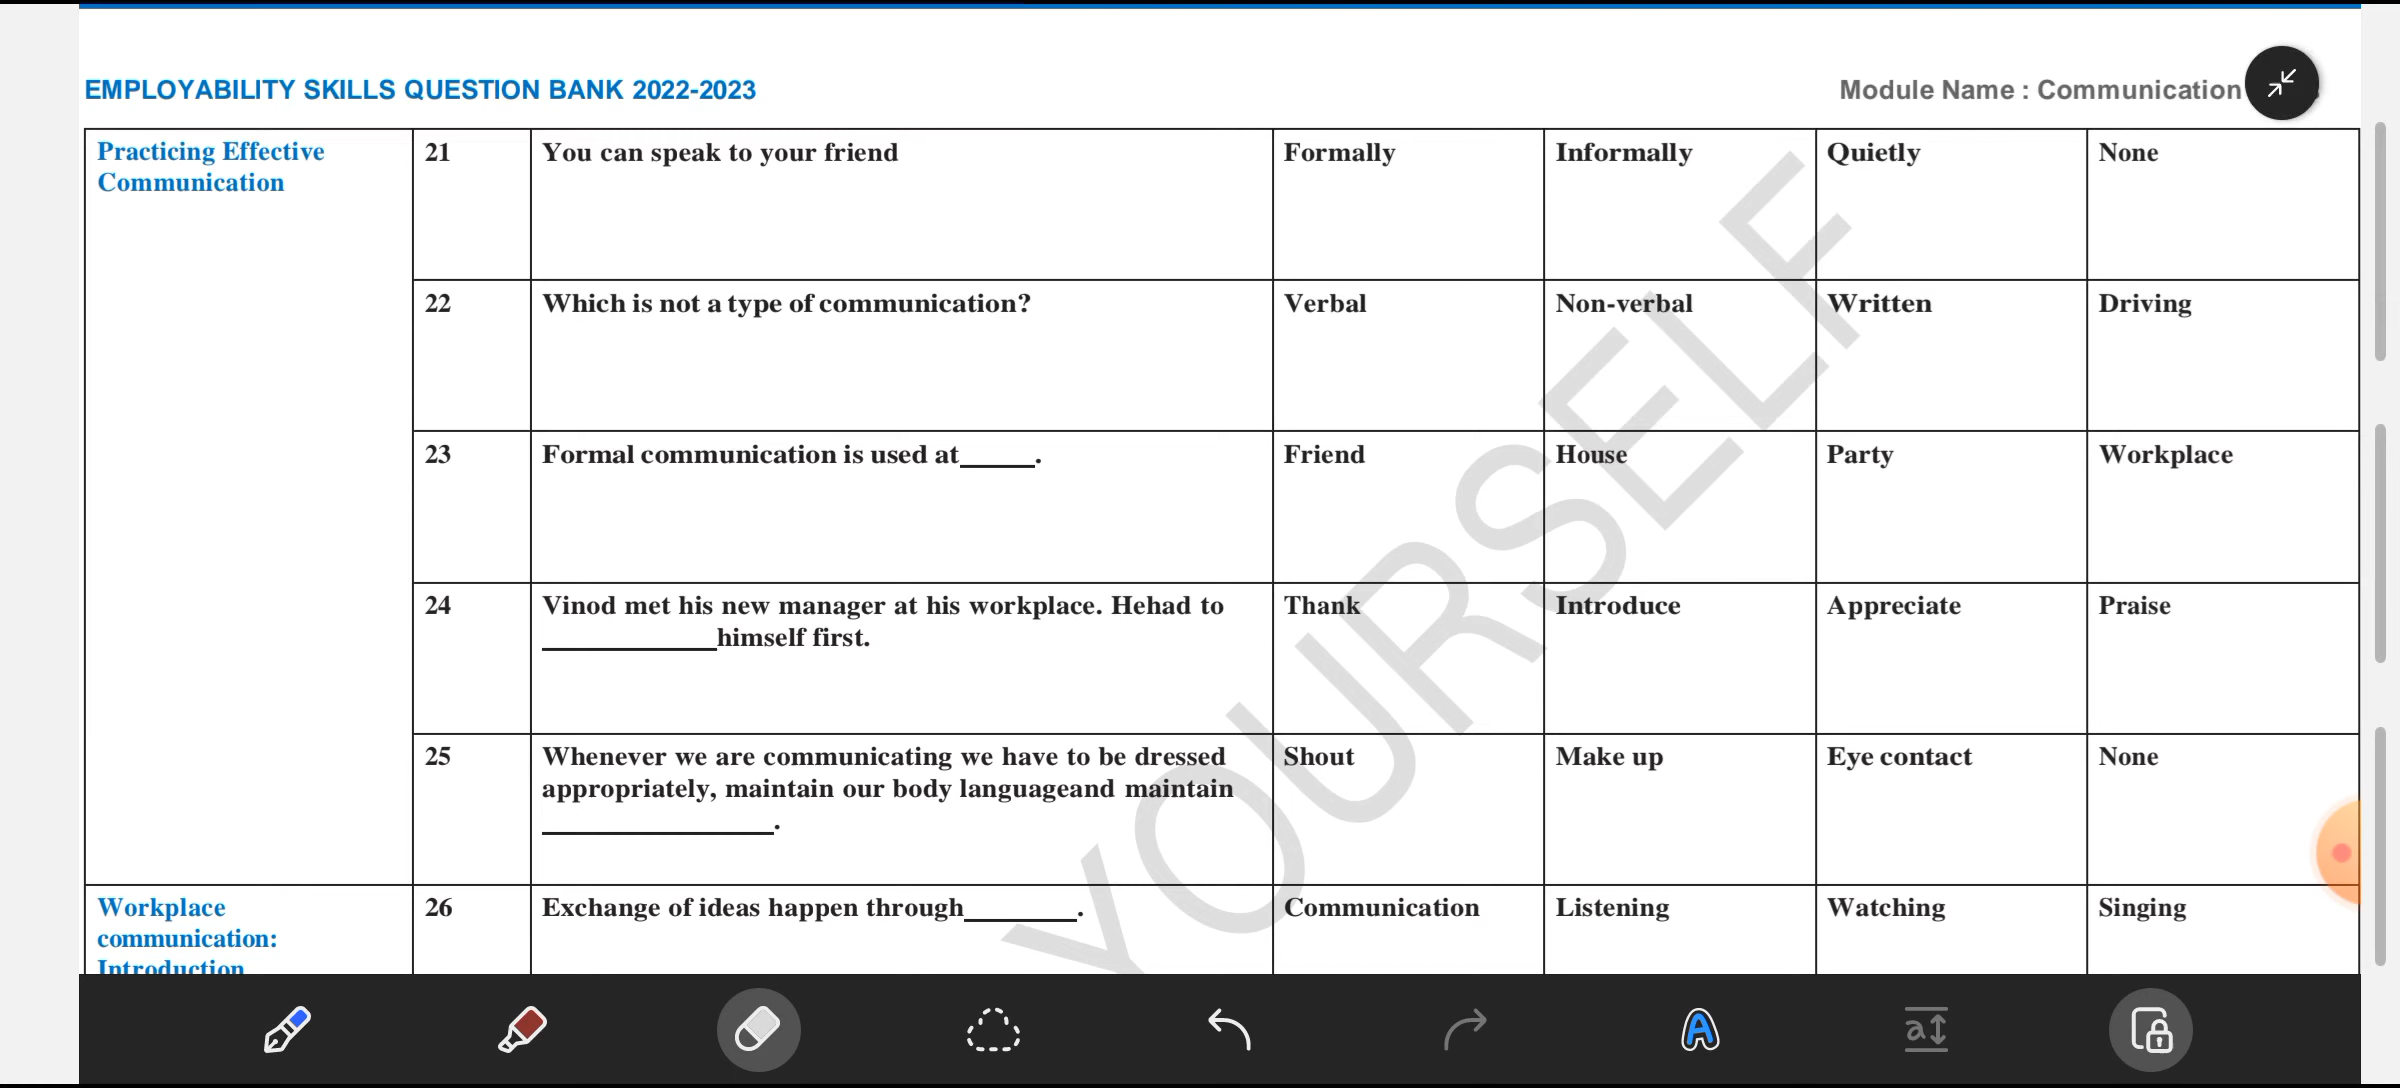 EMPLOYABILITY SKILLS QUESTION BANK 2022-2023
Module Name : Communication
Practicing Effective
Communication
21
You can speak to your friend
Formally
Informally
Quietly
None
22
Which is not a type of communication?
Verbal
Non-verbal
Written
Driving
23
Formal communication is used at______.
Friend
House
Party
Workplace
24
Vinod met his new manager at his workplace. Hehad to
____________himself first.
Thank
Introduce
Appreciate
Praise
25
Whenever we are communicating we have to be dressed
appropriately, maintain our body languageand maintain
________________.
Shout
Make up
Eye contact
None
Workplace
communication:
Introduction
26
Exchange of ideas happen through________.
Communication
Listening
Watching
Singing
YOURSELF
A
a